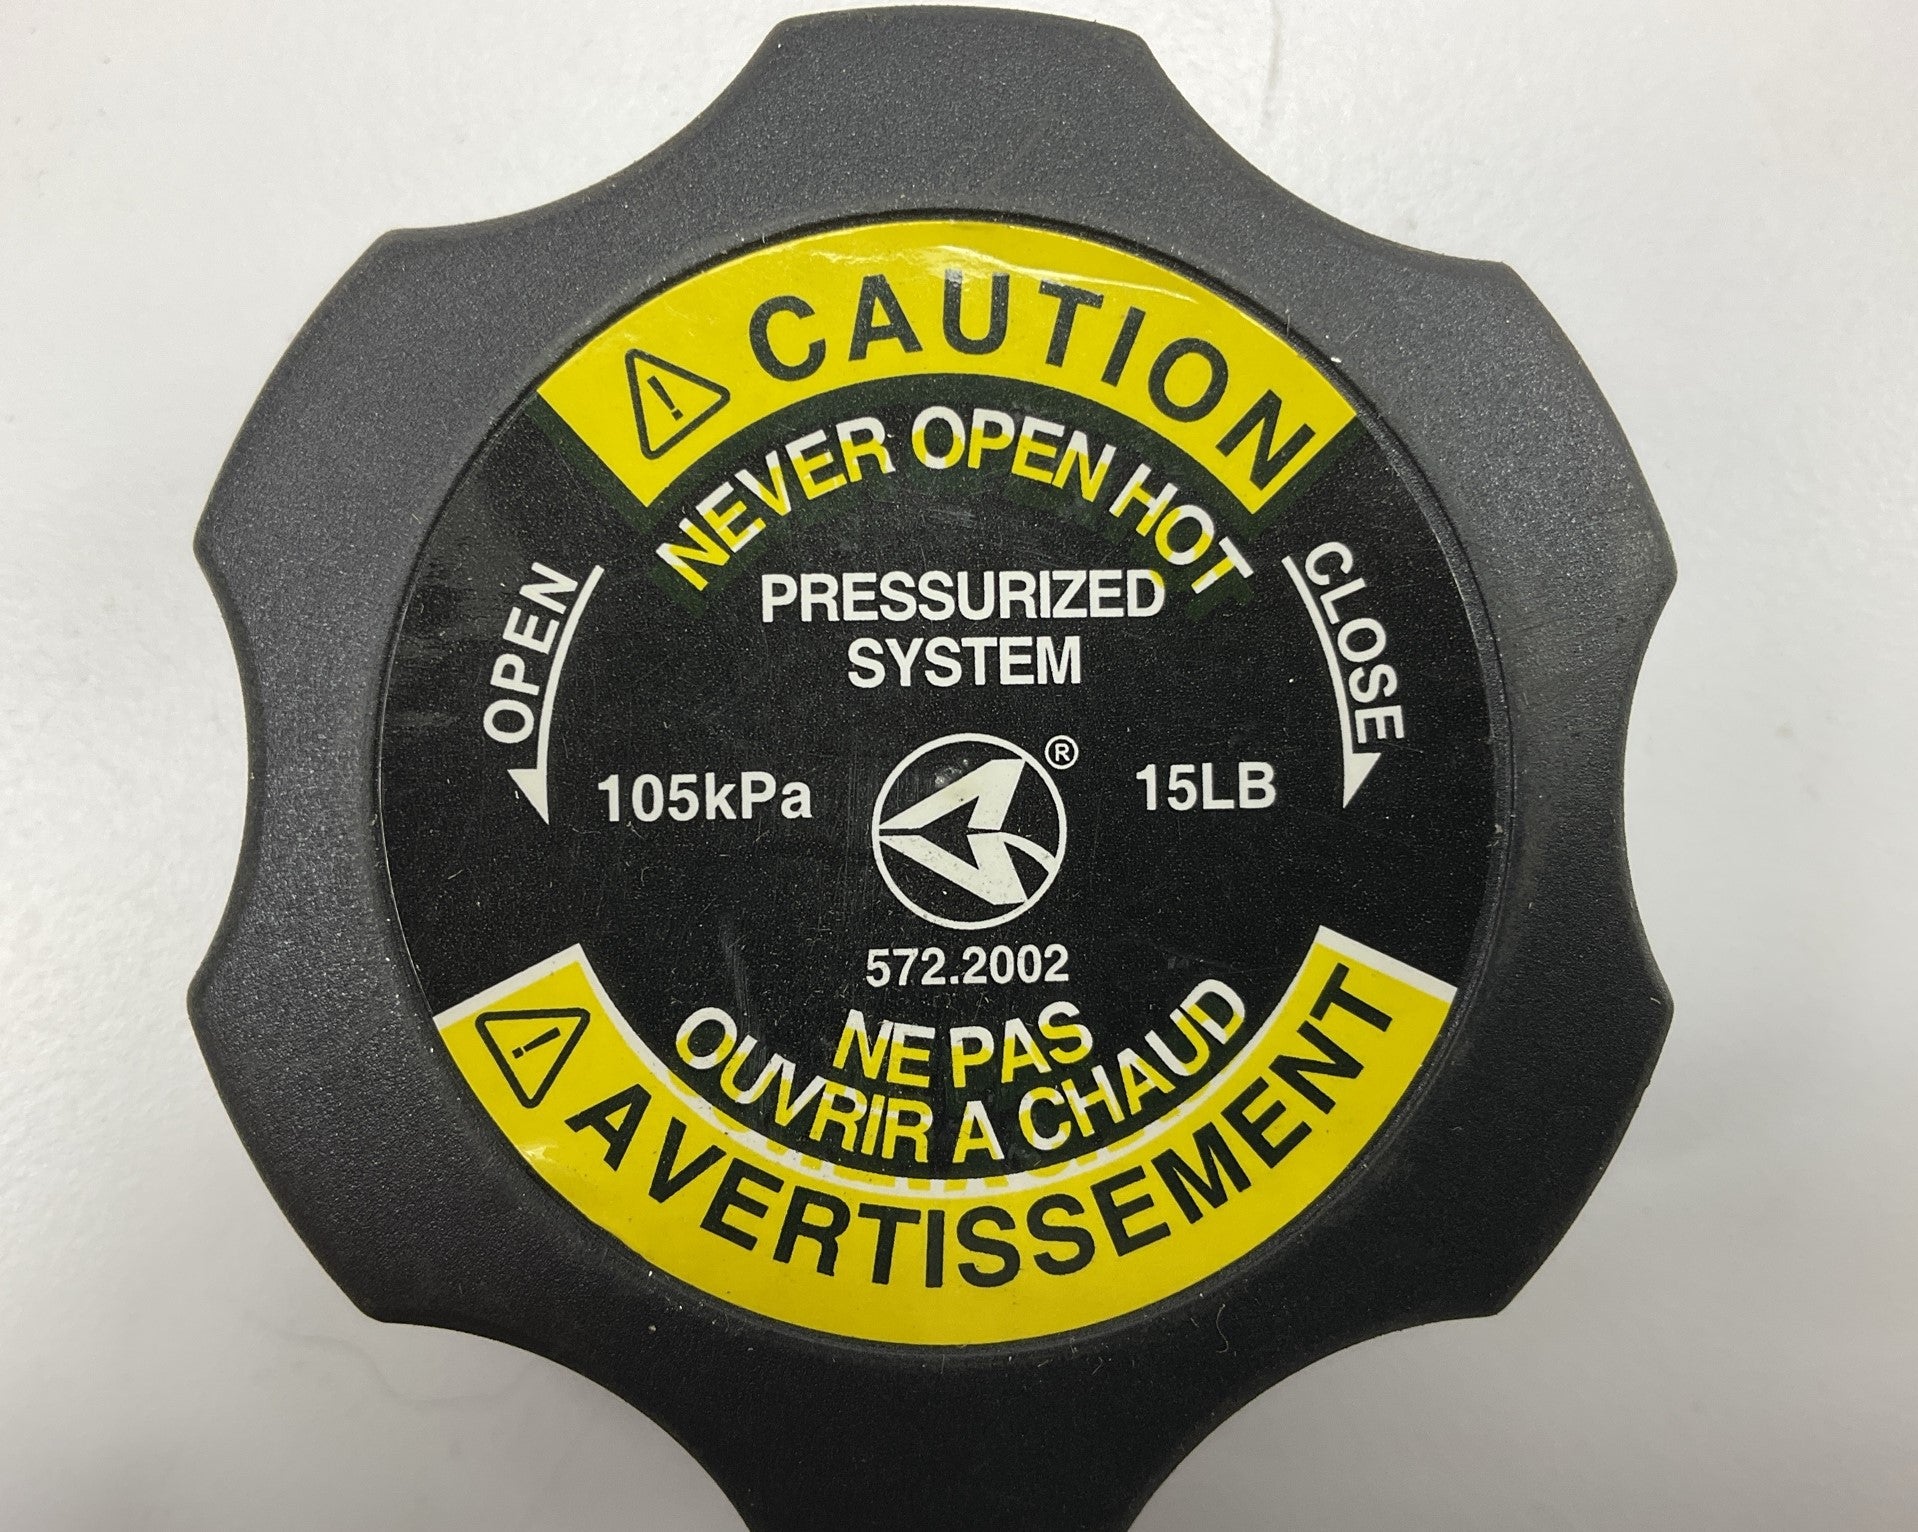 CAUTION
NEVER OPEN HOT
PRESSURIZED
SYSTEM
OPEN
CLOSE
105kPa
®
15LB
572.2002
NE PAS
OUVRIR A CHAUD
AVERTISSEMENT